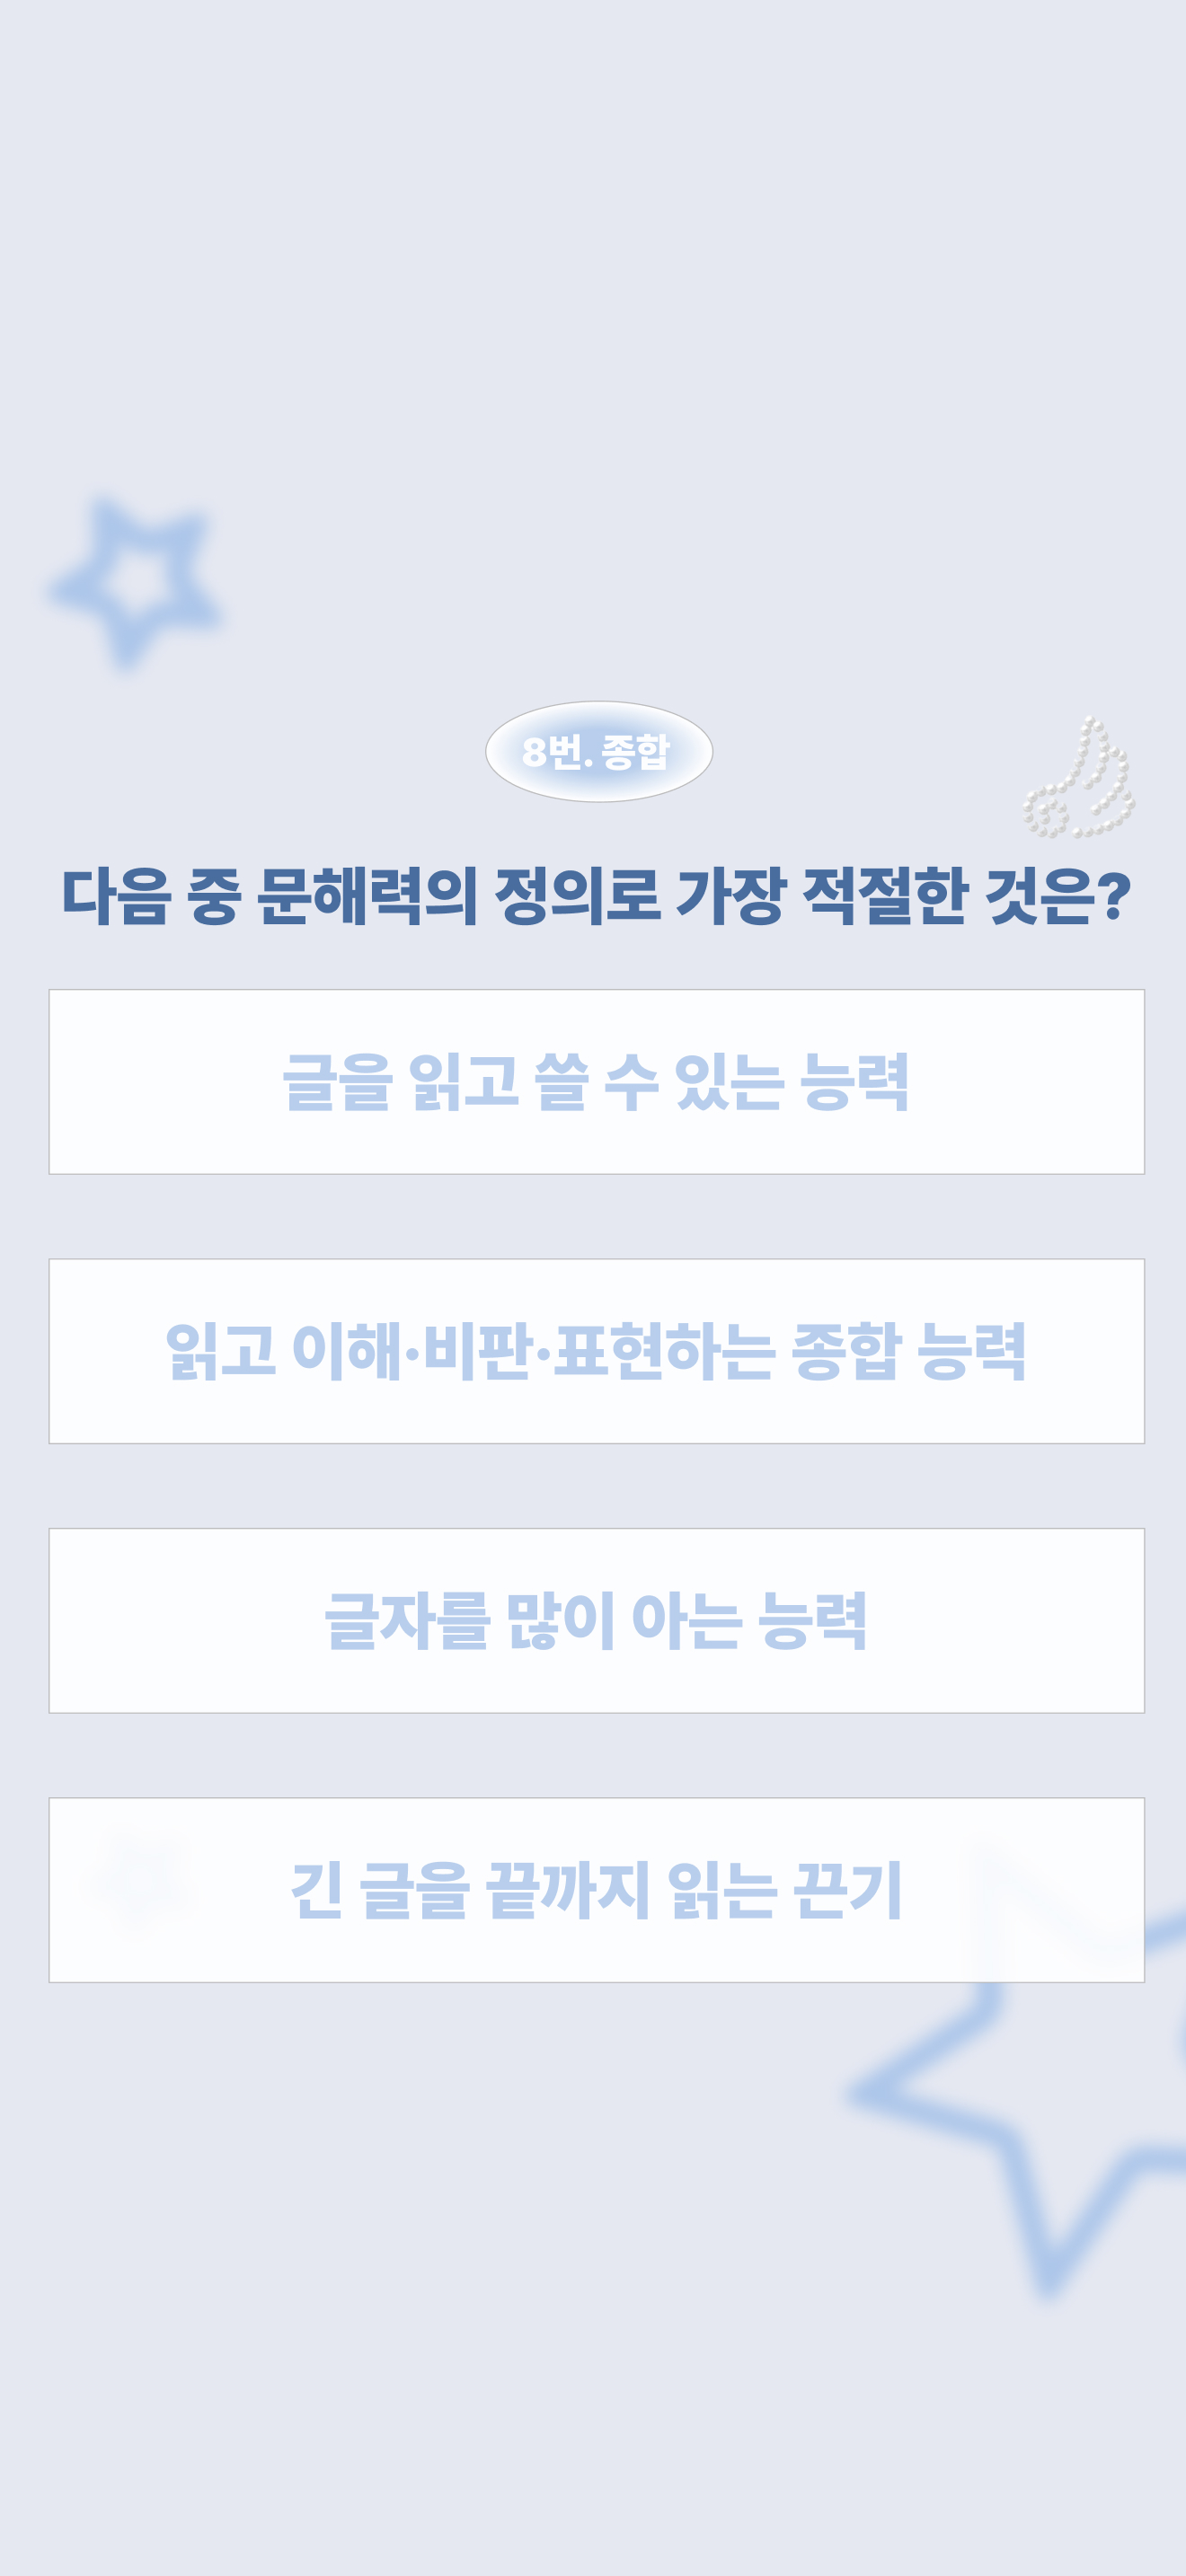 8번. 종합
다음 중 문해력의 정의로 가장 적절한 것은?
글을 읽고 쓸 수 있는 능력
읽고 이해·비판·표현하는 종합 능력
글자를 많이 아는 능력
긴 글을 끝까지 읽는 끈기